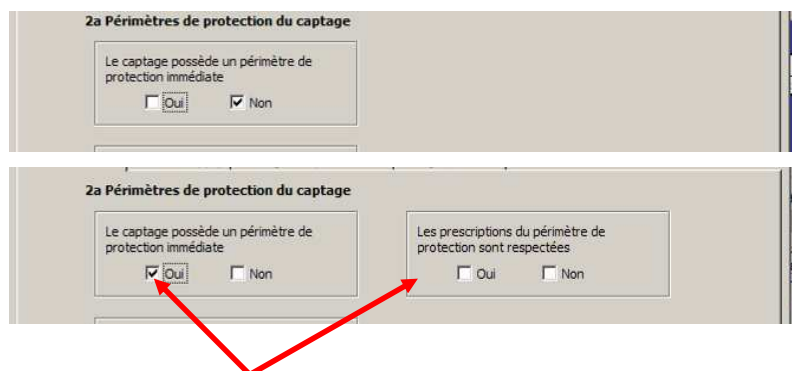 2a Périmètres de protection du captage
Le captage possède un périmètre de
protection immédiate
Oui Non
2a Périmètres de protection du captage
Le captage possède un périmètre de
protection immédiate
Oui Non
Les prescriptions du périmètre de
protection sont respectées
Oui Non